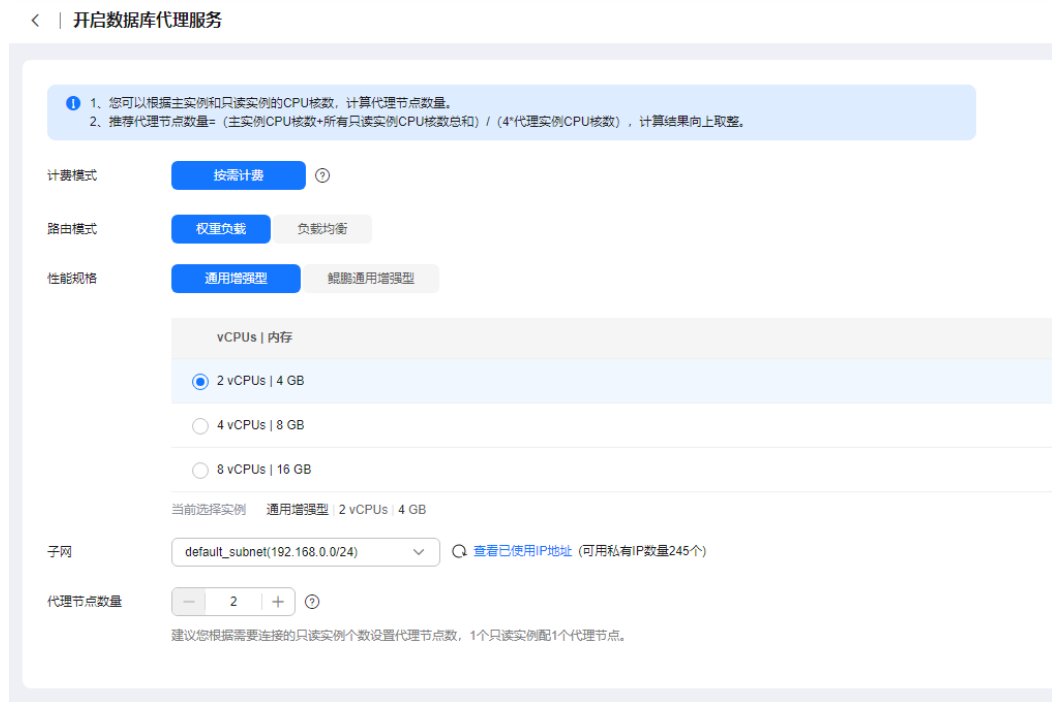 开启数据库代理服务
1、您可以根据主实例和只读实例的CPU核数，计算代理节点数量。
2、推荐代理节点数量=（主实例CPU核数+所有只读实例CPU核数总和）/（4*代理实例CPU核数），计算结果向上取整。
计费模式 按需计费
路由模式 权重负载 负载均衡
性能规格 通用增强型 鲲鹏通用增强型
vCPUs | 内存
2 vCPUs | 4 GB
4 vCPUs | 8 GB
8 vCPUs | 16 GB
当前选择实例 通用增强型 | 2 vCPUs | 4 GB
子网 default_subnet(192.168.0.0/24) 查看已使用IP地址 (可用私有IP数量245个)
代理节点数量 2
建议您根据需要连接的只读实例个数设置代理节点数，1个只读实例配1个代理节点。